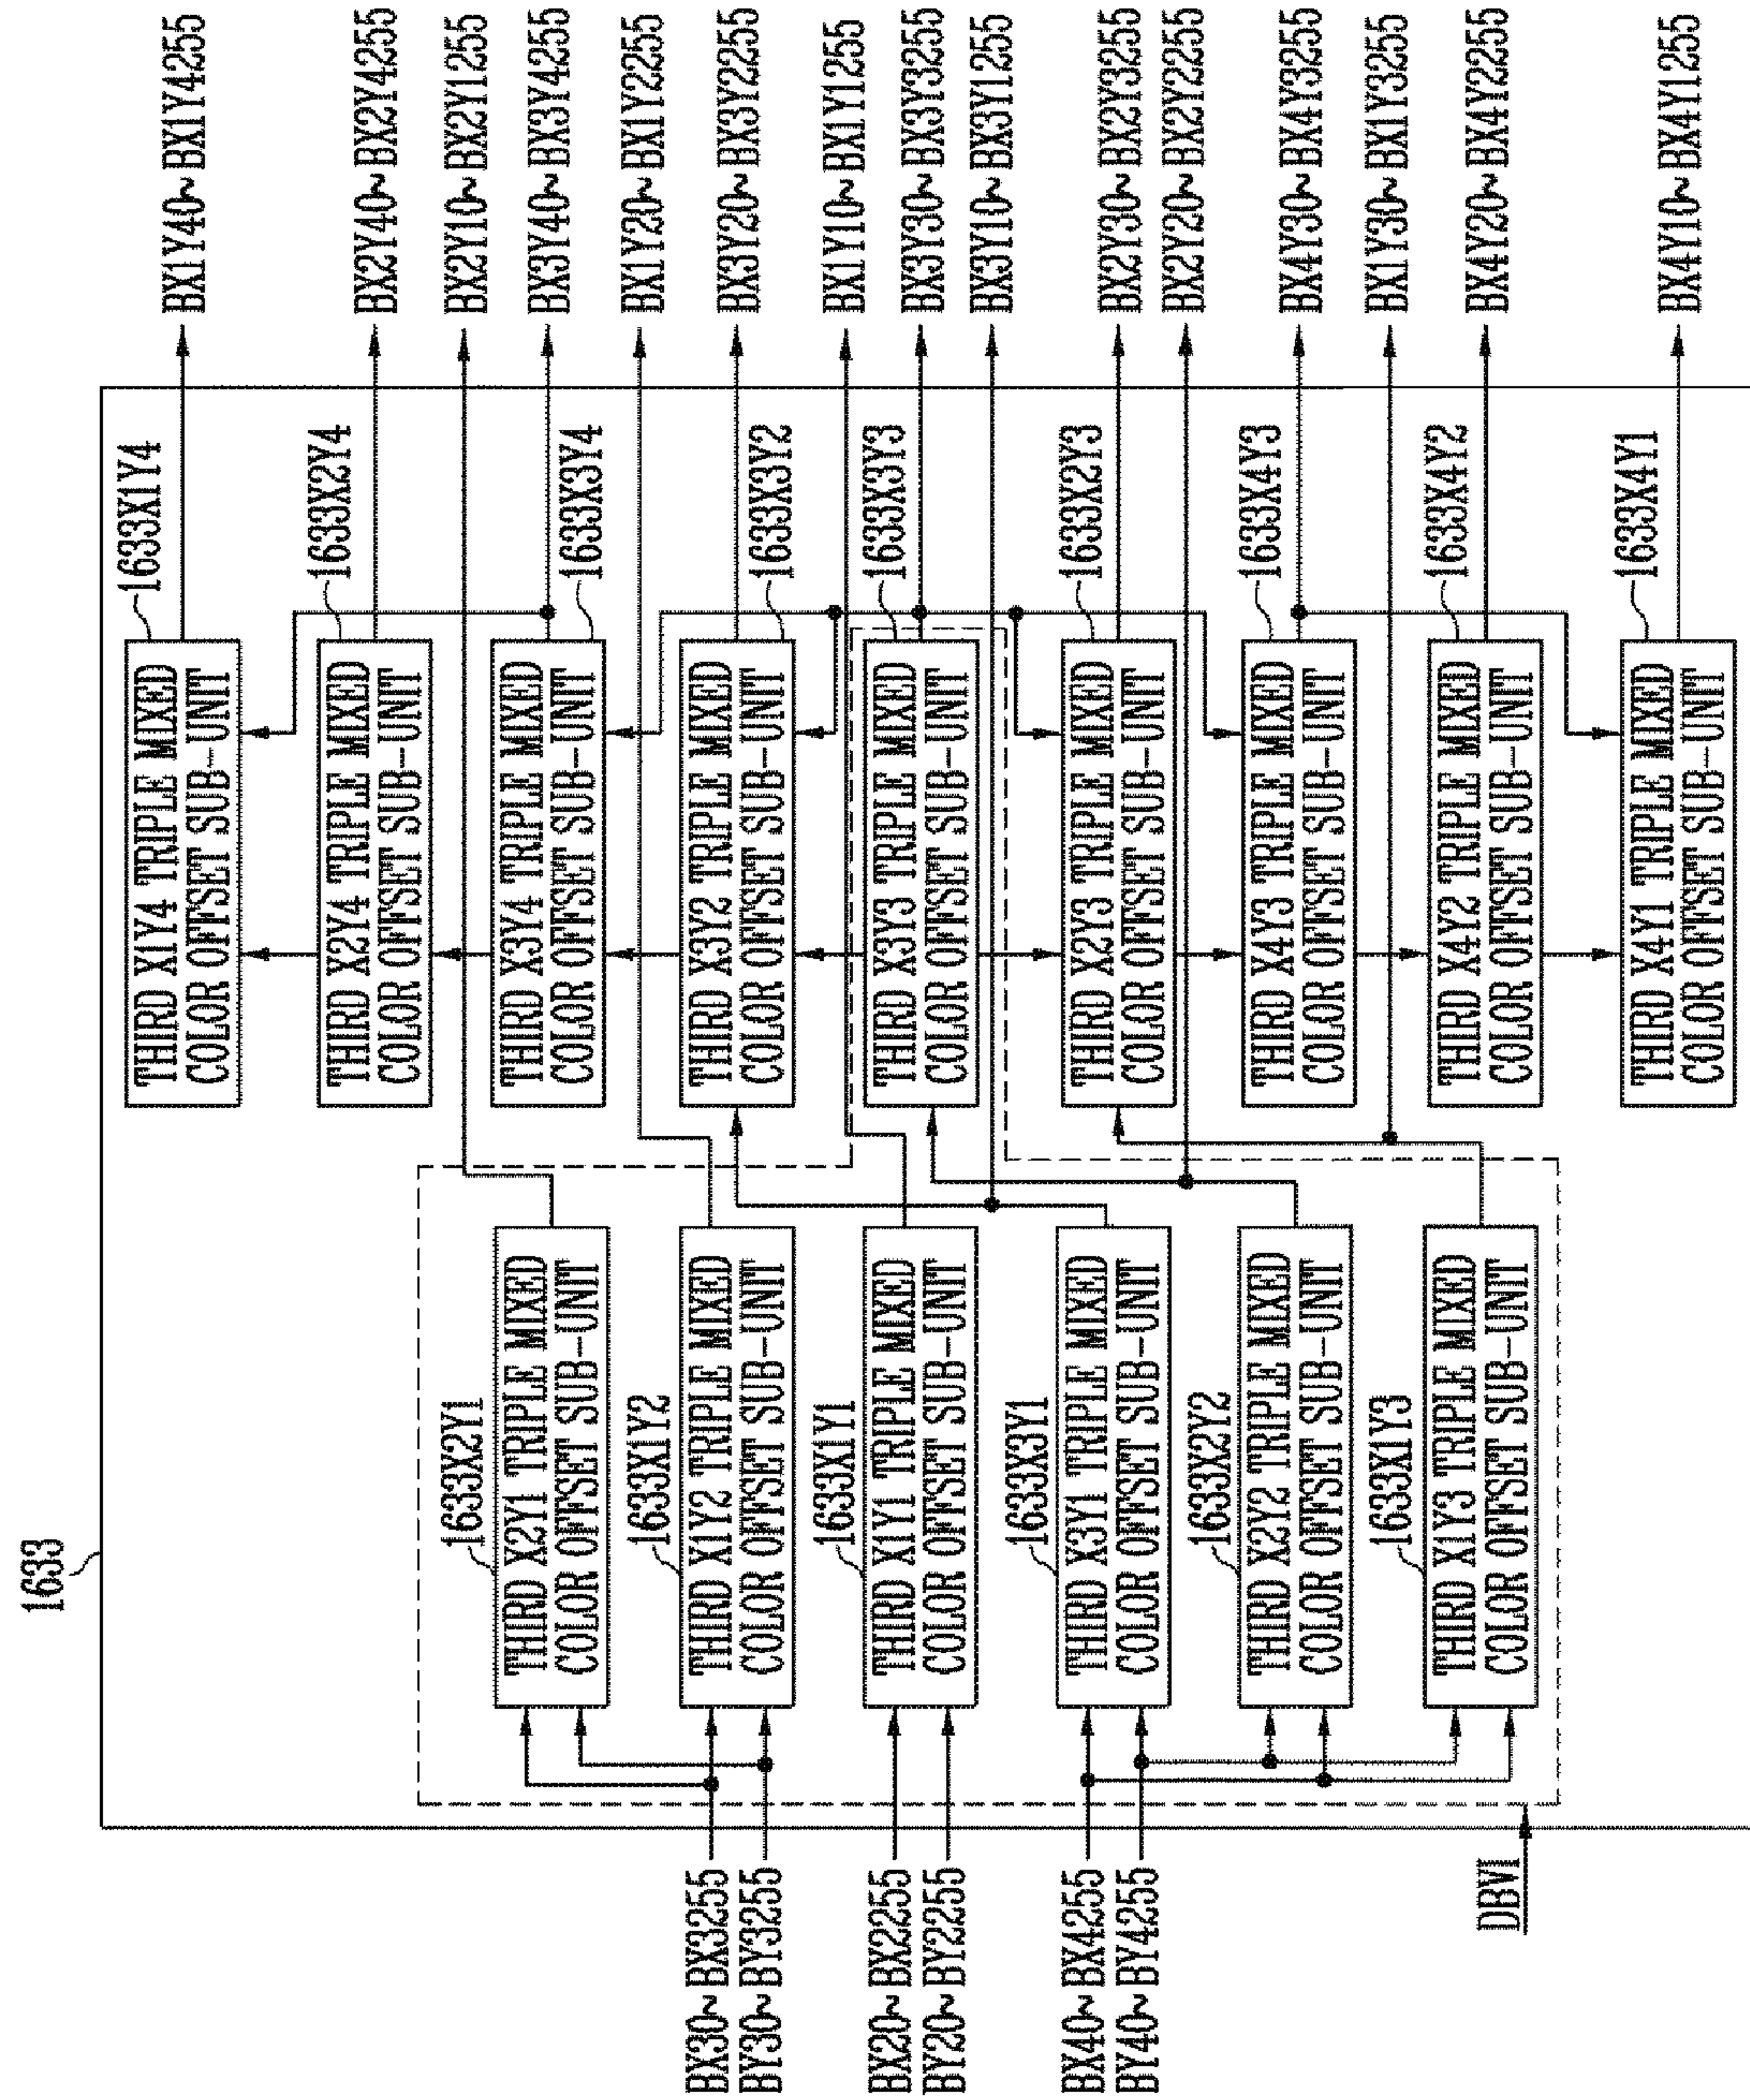 1633
BX30~BX3255
BY30~BY3255
BX20~BX2255
BY20~BY2255
BX40~BX4255
BY40~BY4255
DBV1
1633X2Y1
THIRD X2Y1 TRIPLE MIXED
COLOR OFFSET SUB-UNIT
1633X1Y2
THIRD X1Y2 TRIPLE MIXED
COLOR OFFSET SUB-UNIT
1633X1Y1
THIRD X1Y1 TRIPLE MIXED
COLOR OFFSET SUB-UNIT
1633X3Y1
THIRD X3Y1 TRIPLE MIXED
COLOR OFFSET SUB-UNIT
1633X2Y2
THIRD X2Y2 TRIPLE MIXED
COLOR OFFSET SUB-UNIT
1633X1Y3
THIRD X1Y3 TRIPLE MIXED
COLOR OFFSET SUB-UNIT
1633X1Y4
THIRD X1Y4 TRIPLE MIXED
COLOR OFFSET SUB-UNIT
1633X2Y4
THIRD X2Y4 TRIPLE MIXED
COLOR OFFSET SUB-UNIT
1633X3Y4
THIRD X3Y4 TRIPLE MIXED
COLOR OFFSET SUB-UNIT
1633X3Y2
THIRD X3Y2 TRIPLE MIXED
COLOR OFFSET SUB-UNIT
1633X3Y3
THIRD X3Y3 TRIPLE MIXED
COLOR OFFSET SUB-UNIT
1633X2Y3
THIRD X2Y3 TRIPLE MIXED
COLOR OFFSET SUB-UNIT
1633X4Y3
THIRD X4Y3 TRIPLE MIXED
COLOR OFFSET SUB-UNIT
1633X4Y2
THIRD X4Y2 TRIPLE MIXED
COLOR OFFSET SUB-UNIT
1633X4Y1
THIRD X4Y1 TRIPLE MIXED
COLOR OFFSET SUB-UNIT
BX1Y40~BX1Y4255
BX2Y40~BX2Y4255
BX2Y10~BX2Y1255
BX3Y40~BX3Y4255
BX1Y20~BX1Y2255
BX3Y20~BX3Y2255
BX1Y10~BX1Y1255
BX3Y30~BX3Y3255
BX3Y10~BX3Y1255
BX2Y30~BX2Y3255
BX2Y20~BX2Y2255
BX4Y30~BX4Y3255
BX1Y30~BX1Y3255
BX4Y20~BX4Y2255
BX4Y10~BX4Y1255